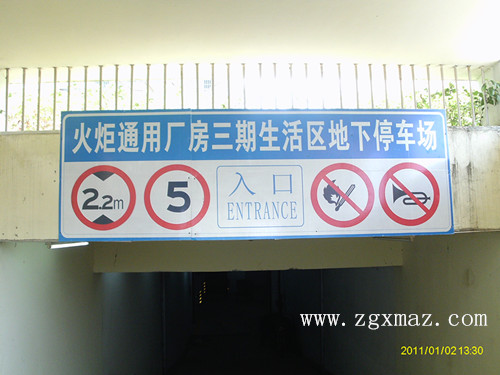 火炬通用厂房三期生活区地下停车场
2.2m
5
入口
ENTRANCE
www.zgxmaz.com
2011/01/02 13:30